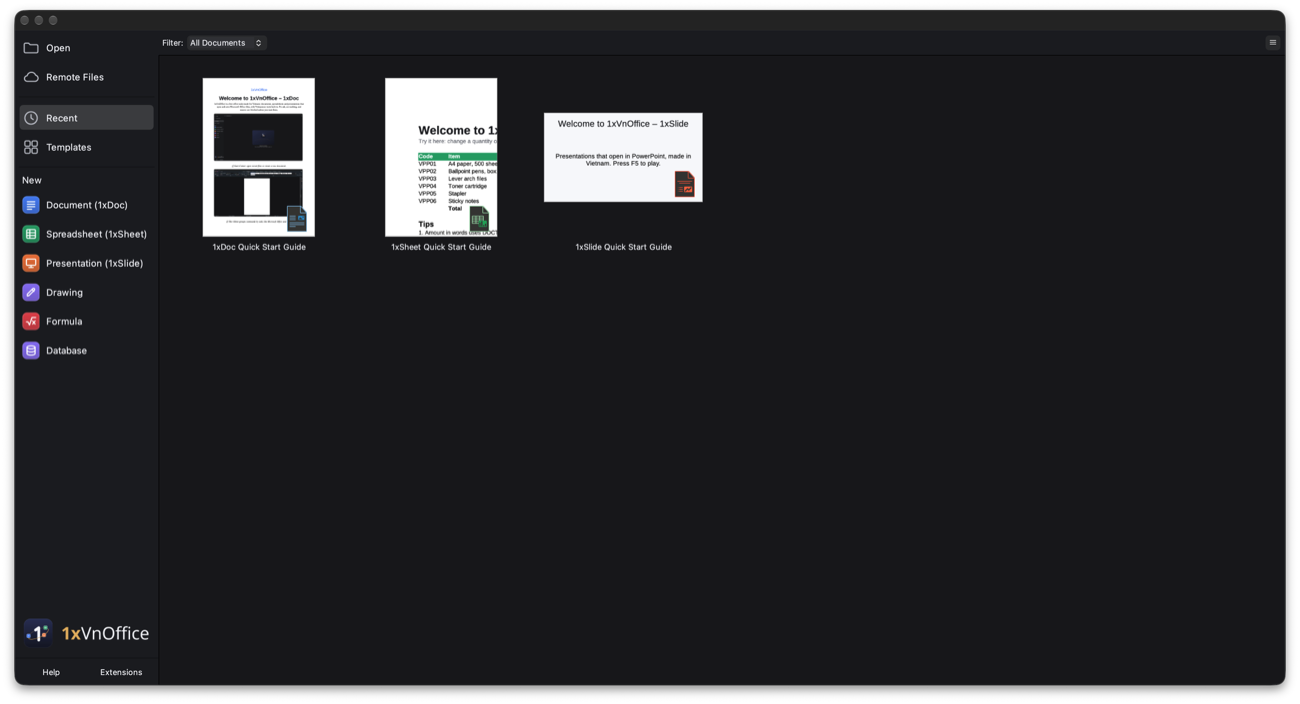 Open
Remote Files
Recent
Templates
New
Document (1xDoc)
Spreadsheet (1xSheet)
Presentation (1xSlide)
Drawing
Formula
Database
1xVnOffice
Help
Extensions
Filter:
All Documents
Welcome to 1xVnOffice – 1xDoc
1xDoc Quick Start Guide
Welcome to 1x
Try it here: change a quantity o
Code Item
VPP01 A4 paper, 500 shee
VPP02 Ballpoint pens, box
VPP03 Lever arch files
VPP04 Toner cartridge
VPP05 Stapler
VPP06 Sticky notes
Total
Tips
1. Amount in words uses
1xSheet Quick Start Guide
Welcome to 1xVnOffice – 1xSlide
Presentations that open in PowerPoint, made in
Vietnam. Press F5 to play.
1xSlide Quick Start Guide